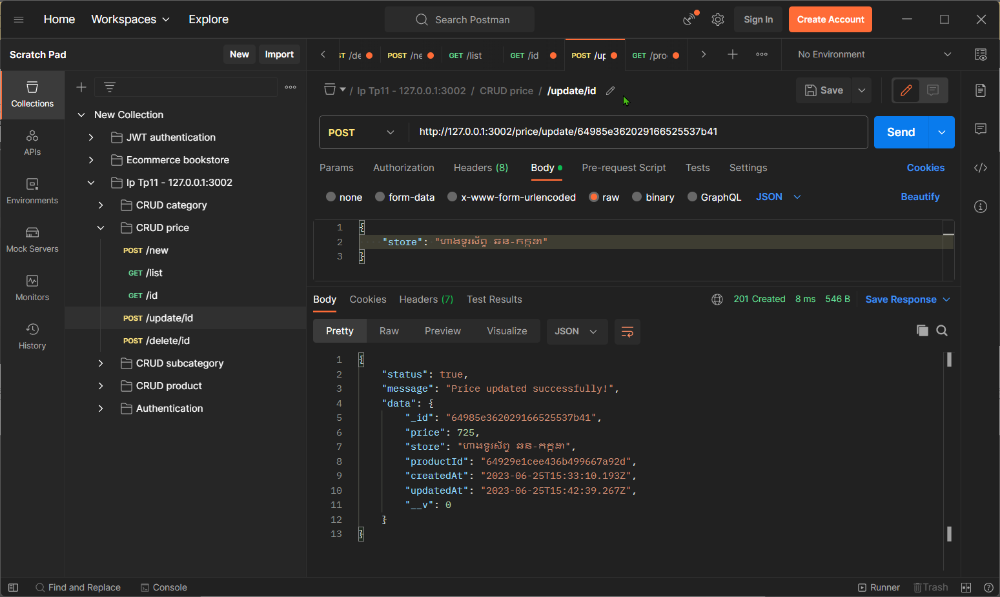 Home Workspaces Explore Search Postman Sign In Create Account
Scratch Pad New Import
POST /ne GET /list GET /id POST /up GET /pro No Environment
Ip Tp11 - 127.0.0.1:3002 / CRUD price / /update/id Save
Collections
APIs
Environments
Mock Servers
Monitors
History
New Collection
JWT authentication
Ecommerce bookstore
Ip Tp11 - 127.0.0.1:3002
CRUD category
CRUD price
POST /new
GET /list
GET /id
POST /update/id
POST /delete/id
CRUD subcategory
CRUD product
Authentication
POST http://127.0.0.1:3002/price/update/64985e362029166525537b41 Send
Params Authorization Headers (8) Body Pre-request Script Tests Settings Cookies
none form-data x-www-form-urlencoded raw binary GraphQL JSON Beautify
1 {
2 "store": "ហាងទូរស័ព្ទ ឆន-កក្កដា"
3 }
Body Cookies Headers (7) Test Results 201 Created 8 ms 546 B Save Response
Pretty Raw Preview Visualize JSON
1 {
2 "status": true,
3 "message": "Price updated successfully!",
4 "data": {
5 "_id": "64985e362029166525537b41",
6 "price": 725,
7 "store": "ហាងទូរស័ព្ទ ឆន-កក្កដា",
8 "productId": "64929e1cee436b499667a92d",
9 "createdAt": "2023-06-25T15:33:10.193Z",
10 "updatedAt": "2023-06-25T15:42:39.267Z",
11 "__v": 0
12 }
13 }
Find and Replace Console Runner Trash